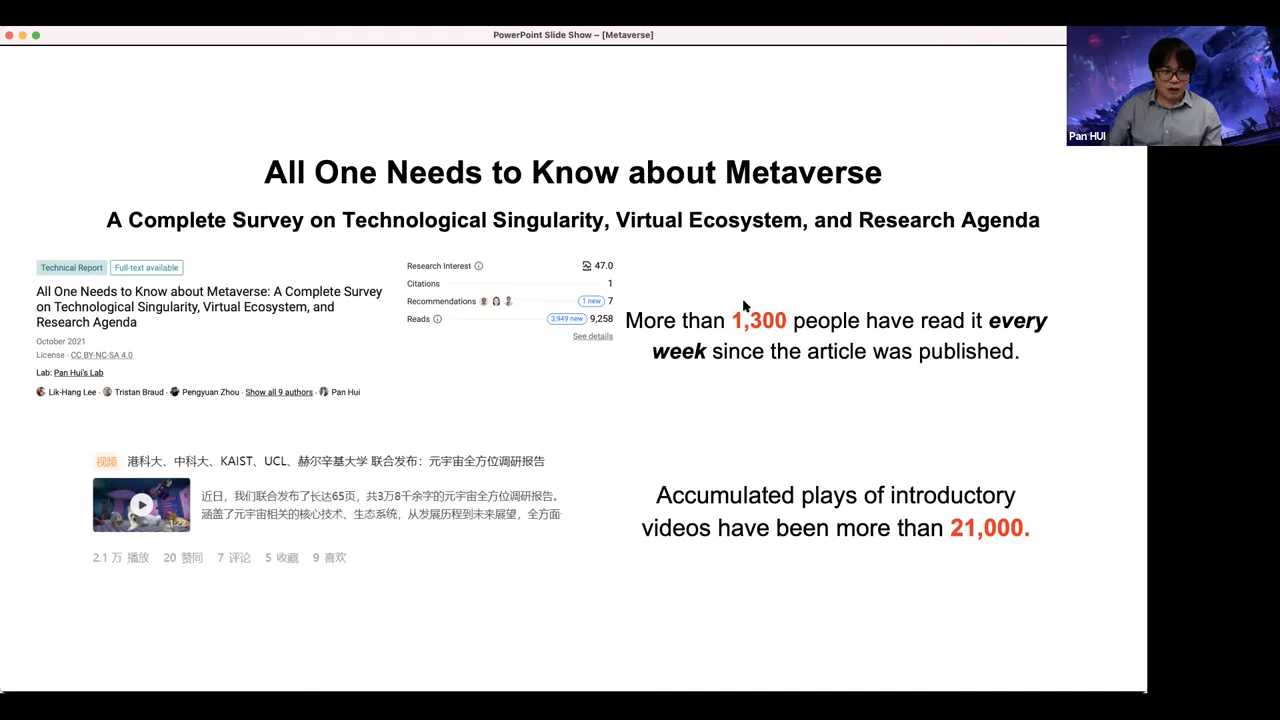 PowerPoint Slide Show – [Metaverse]
Pan HUI
All One Needs to Know about Metaverse
A Complete Survey on Technological Singularity, Virtual Ecosystem, and Research Agenda
Technical Report Full-text available
All One Needs to Know about Metaverse: A Complete Survey
on Technological Singularity, Virtual Ecosystem, and
Research Agenda
October 2021
License · CC BY-NC-SA 4.0
Lab: Pan Hui's Lab
Lik-Hang Lee · Tristan Braud · Pengyuan Zhou · Show all 9 authors · Pan Hui
Research Interest 47.0
Citations 1
Recommendations 1 new 7
Reads 3,949 new 9,258
See details
More than 1,300 people have read it every
week since the article was published.
视频 港科大、中科大、KAIST、UCL、赫尔辛基大学 联合发布：元宇宙全方位调研报告
近日，我们联合发布了长达65页，共3万8千余字的元宇宙全方位调研报告。
涵盖了元宇宙相关的核心技术、生态系统，从发展历程到未来展望，全方面
1:22
2.1 万 播放 20 赞同 7 评论 5 收藏 9 喜欢
Accumulated plays of introductory
videos have been more than 21,000.